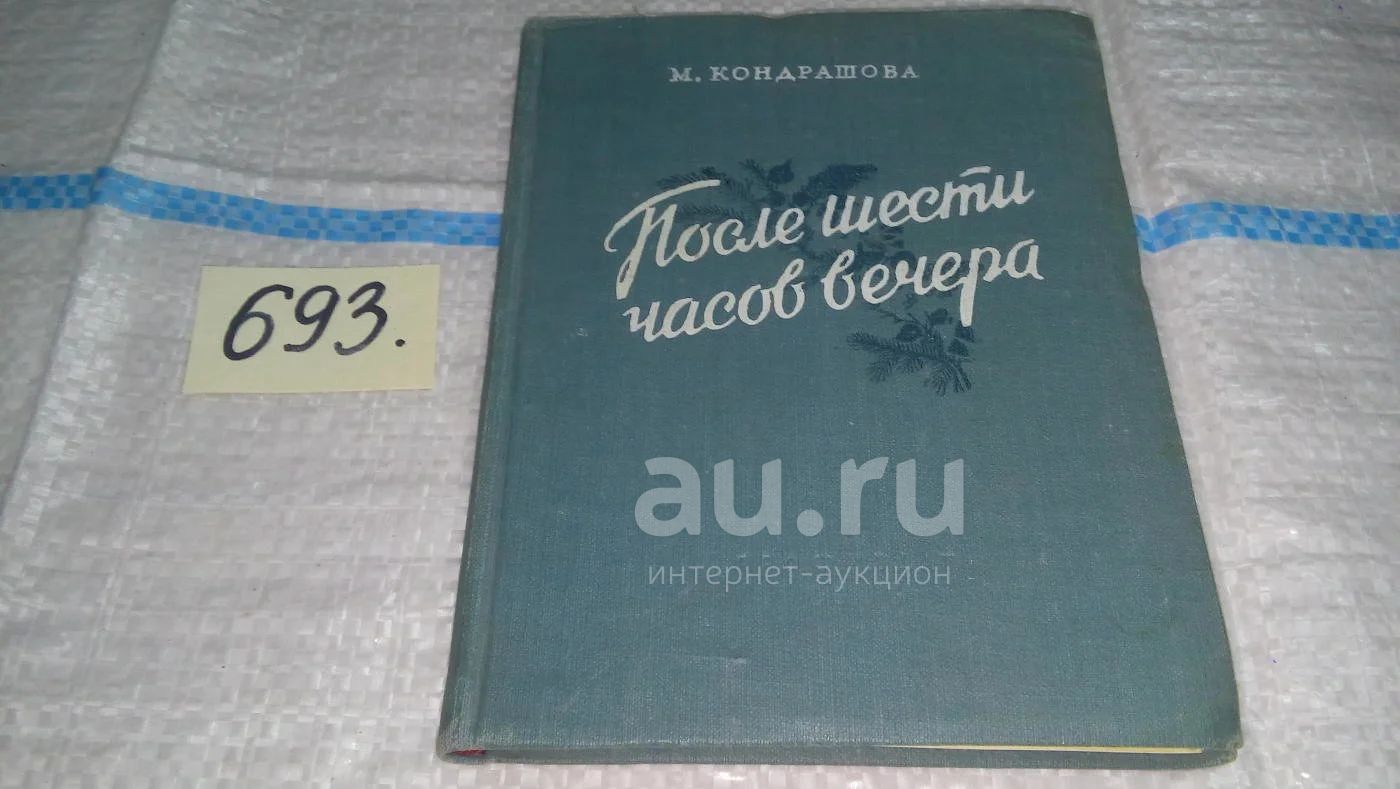 М. КОНДРАШОВА
После шести
часов вечера
693.
au.ru
интернет-аукцион